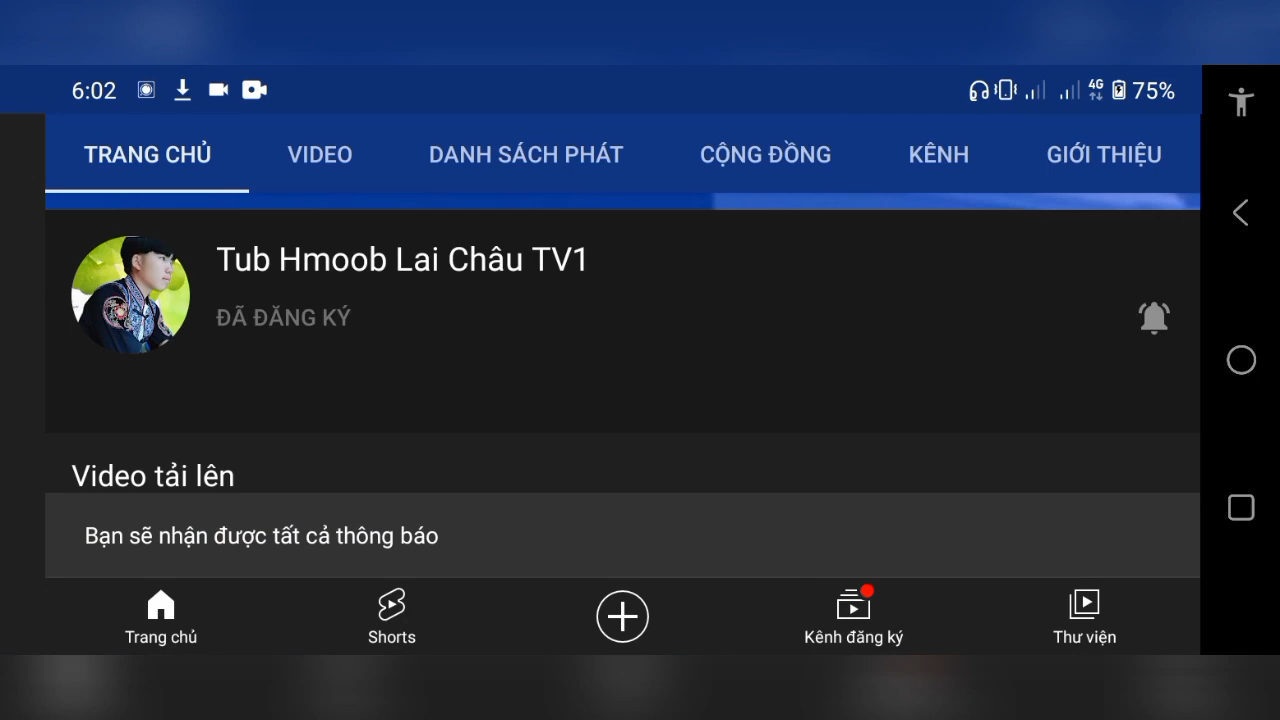 6:02 4G 75%
TRANG CHỦ VIDEO DANH SÁCH PHÁT CỘNG ĐỒNG KÊNH GIỚI THIỆU
Tub Hmoob Lai Châu TV1
ĐÃ ĐĂNG KÝ
Video tải lên
Bạn sẽ nhận được tất cả thông báo
Trang chủ Shorts Kênh đăng ký Thư viện